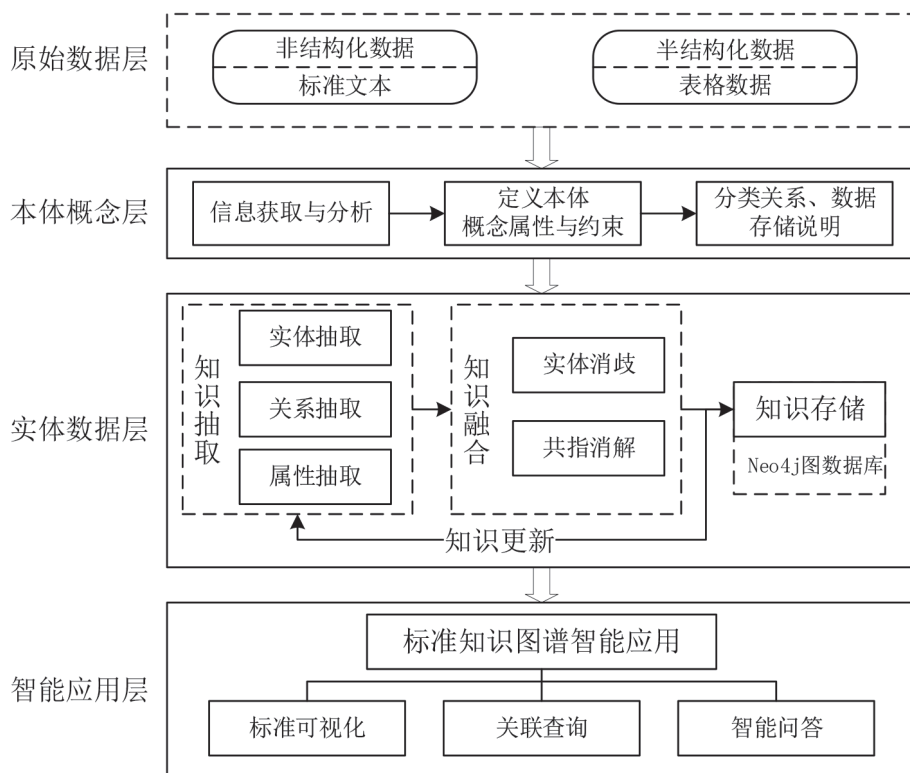 原始数据层
非结构化数据
标准文本
半结构化数据
表格数据
本体概念层
信息获取与分析
定义本体
概念属性与约束
分类关系、数据
存储说明
实体数据层
知识抽取
实体抽取
关系抽取
属性抽取
知识融合
实体消歧
共指消解
知识存储
Neo4j图数据库
知识更新
智能应用层
标准知识图谱智能应用
标准可视化
关联查询
智能问答